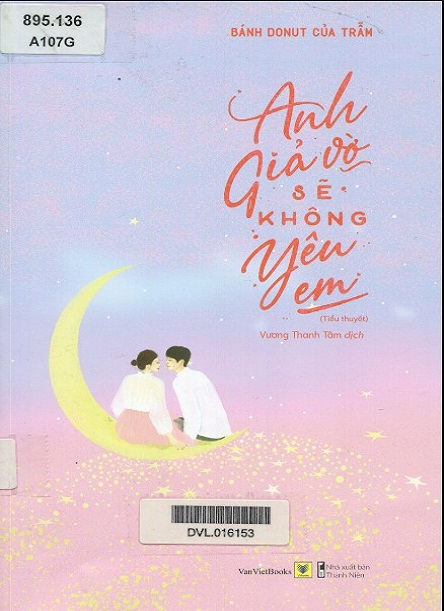 895.136
A107G
BÁNH DONUT CỦA TRẪM
Anh
Giả vờ
SẼ
KHÔNG
Yêu
em
(Tiểu thuyết)
Vương Thanh Tâm dịch
DVL.016153
VanVietBooks
Nhà xuất bản
Thanh Niên